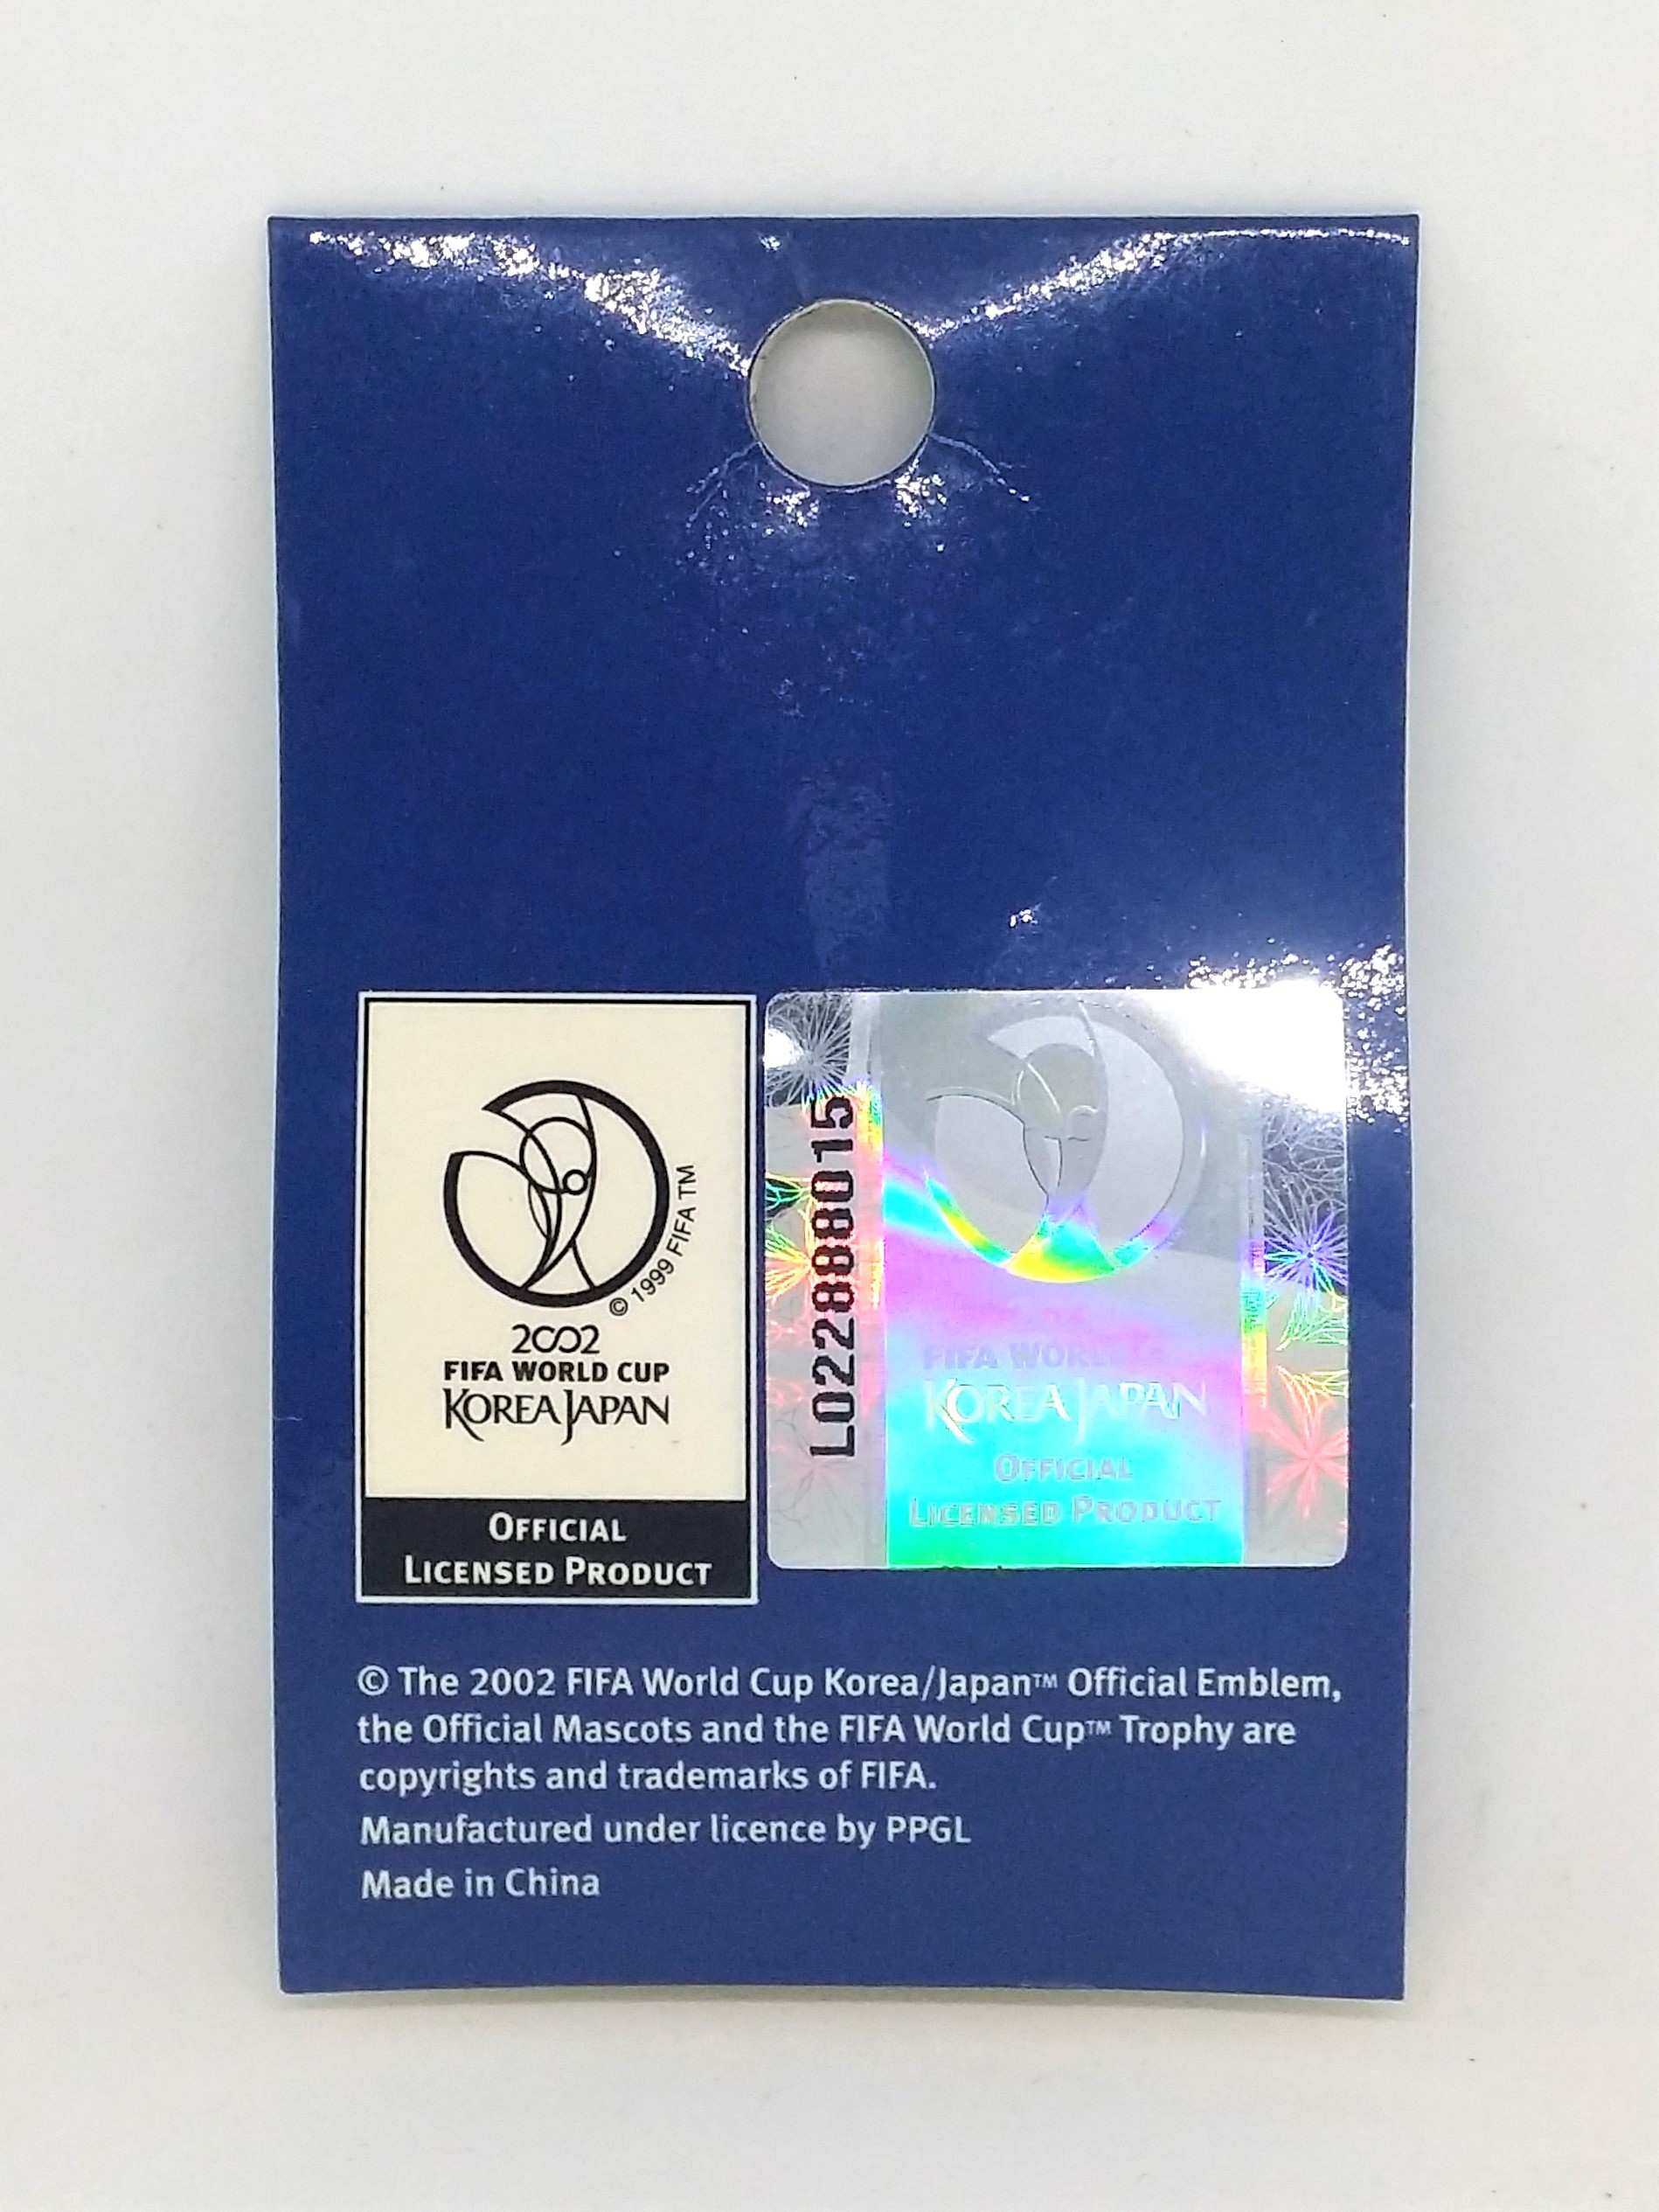 © 1999 FIFA TM
2002
FIFA WORLD CUP
KOREA JAPAN
OFFICIAL
LICENSED PRODUCT
L022888015
FIFA WORLD
KOREA JAPAN
OFFICIAL
LICENSED PRODUCT
© The 2002 FIFA World Cup Korea/Japan™ Official Emblem,
the Official Mascots and the FIFA World Cup™ Trophy are
copyrights and trademarks of FIFA.
Manufactured under licence by PPGL
Made in China